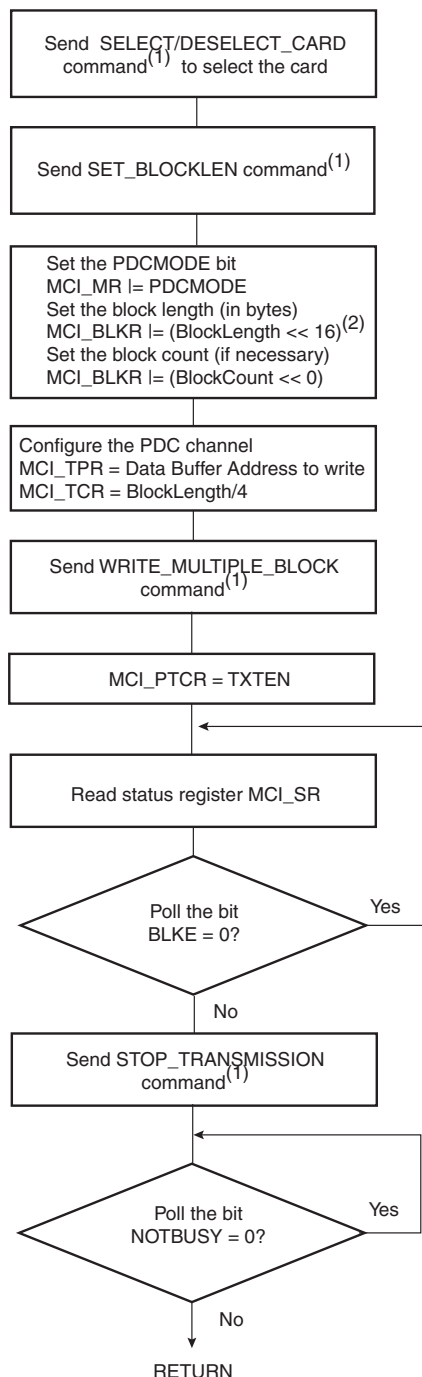 Send SELECT/DESELECT_CARD
command(1) to select the card
Send SET_BLOCKLEN command(1)
Set the PDCMODE bit
MCI_MR |= PDCMODE
Set the block length (in bytes)
MCI_BLKR |= (BlockLength << 16)(2)
Set the block count (if necessary)
MCI_BLKR |= (BlockCount << 0)
Configure the PDC channel
MCI_TPR = Data Buffer Address to write
MCI_TCR = BlockLength/4
Send WRITE_MULTIPLE_BLOCK
command(1)
MCI_PTCR = TXTEN
Read status register MCI_SR
Poll the bit
BLKE = 0?
Yes
No
Send STOP_TRANSMISSION
command(1)
Poll the bit
NOTBUSY = 0?
Yes
No
RETURN